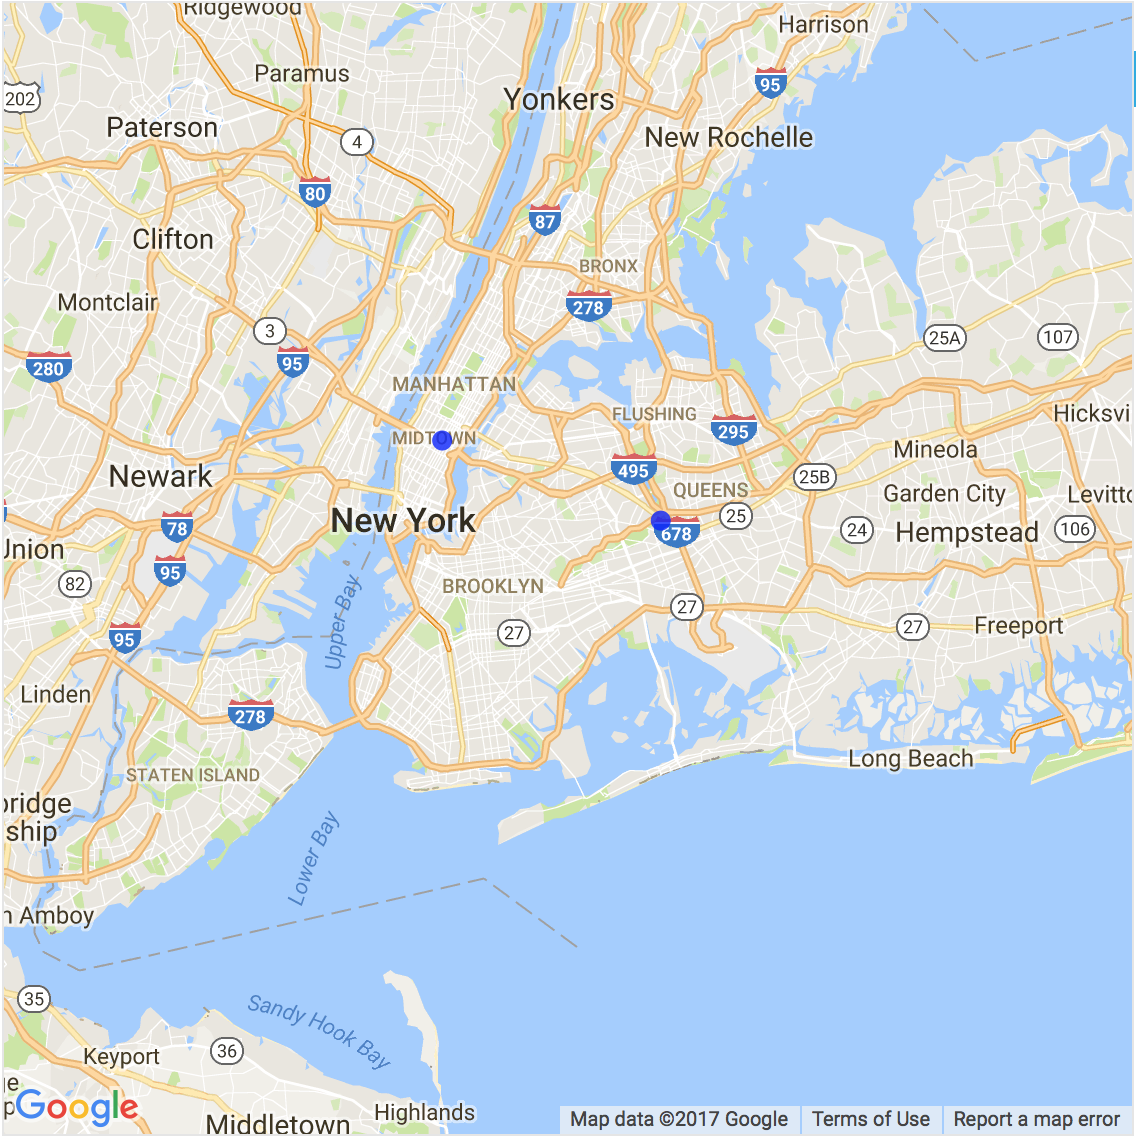 Ridgewood
Harrison
Paramus
95
202
Yonkers
Paterson
4
New Rochelle
80
87
Clifton
BRONX
Montclair
278
3
25A
107
95
280
MANHATTAN
FLUSHING
Hicksvi
295
MIDTOWN
Mineola
Newark
495
25B
QUEENS
Garden City
Levitto
New York
25
78
678
24
Hempstead
106
Union
95
82
BROOKLYN
Upper Bay
27
27
27
Freeport
95
Linden
278
Long Beach
STATEN ISLAND
bridge
ship
Lower Bay
n Amboy
35
Sandy Hook Bay
36
Keyport
ge
p
Google
Highlands
Middletown
Map data ©2017 Google
Terms of Use
Report a map error